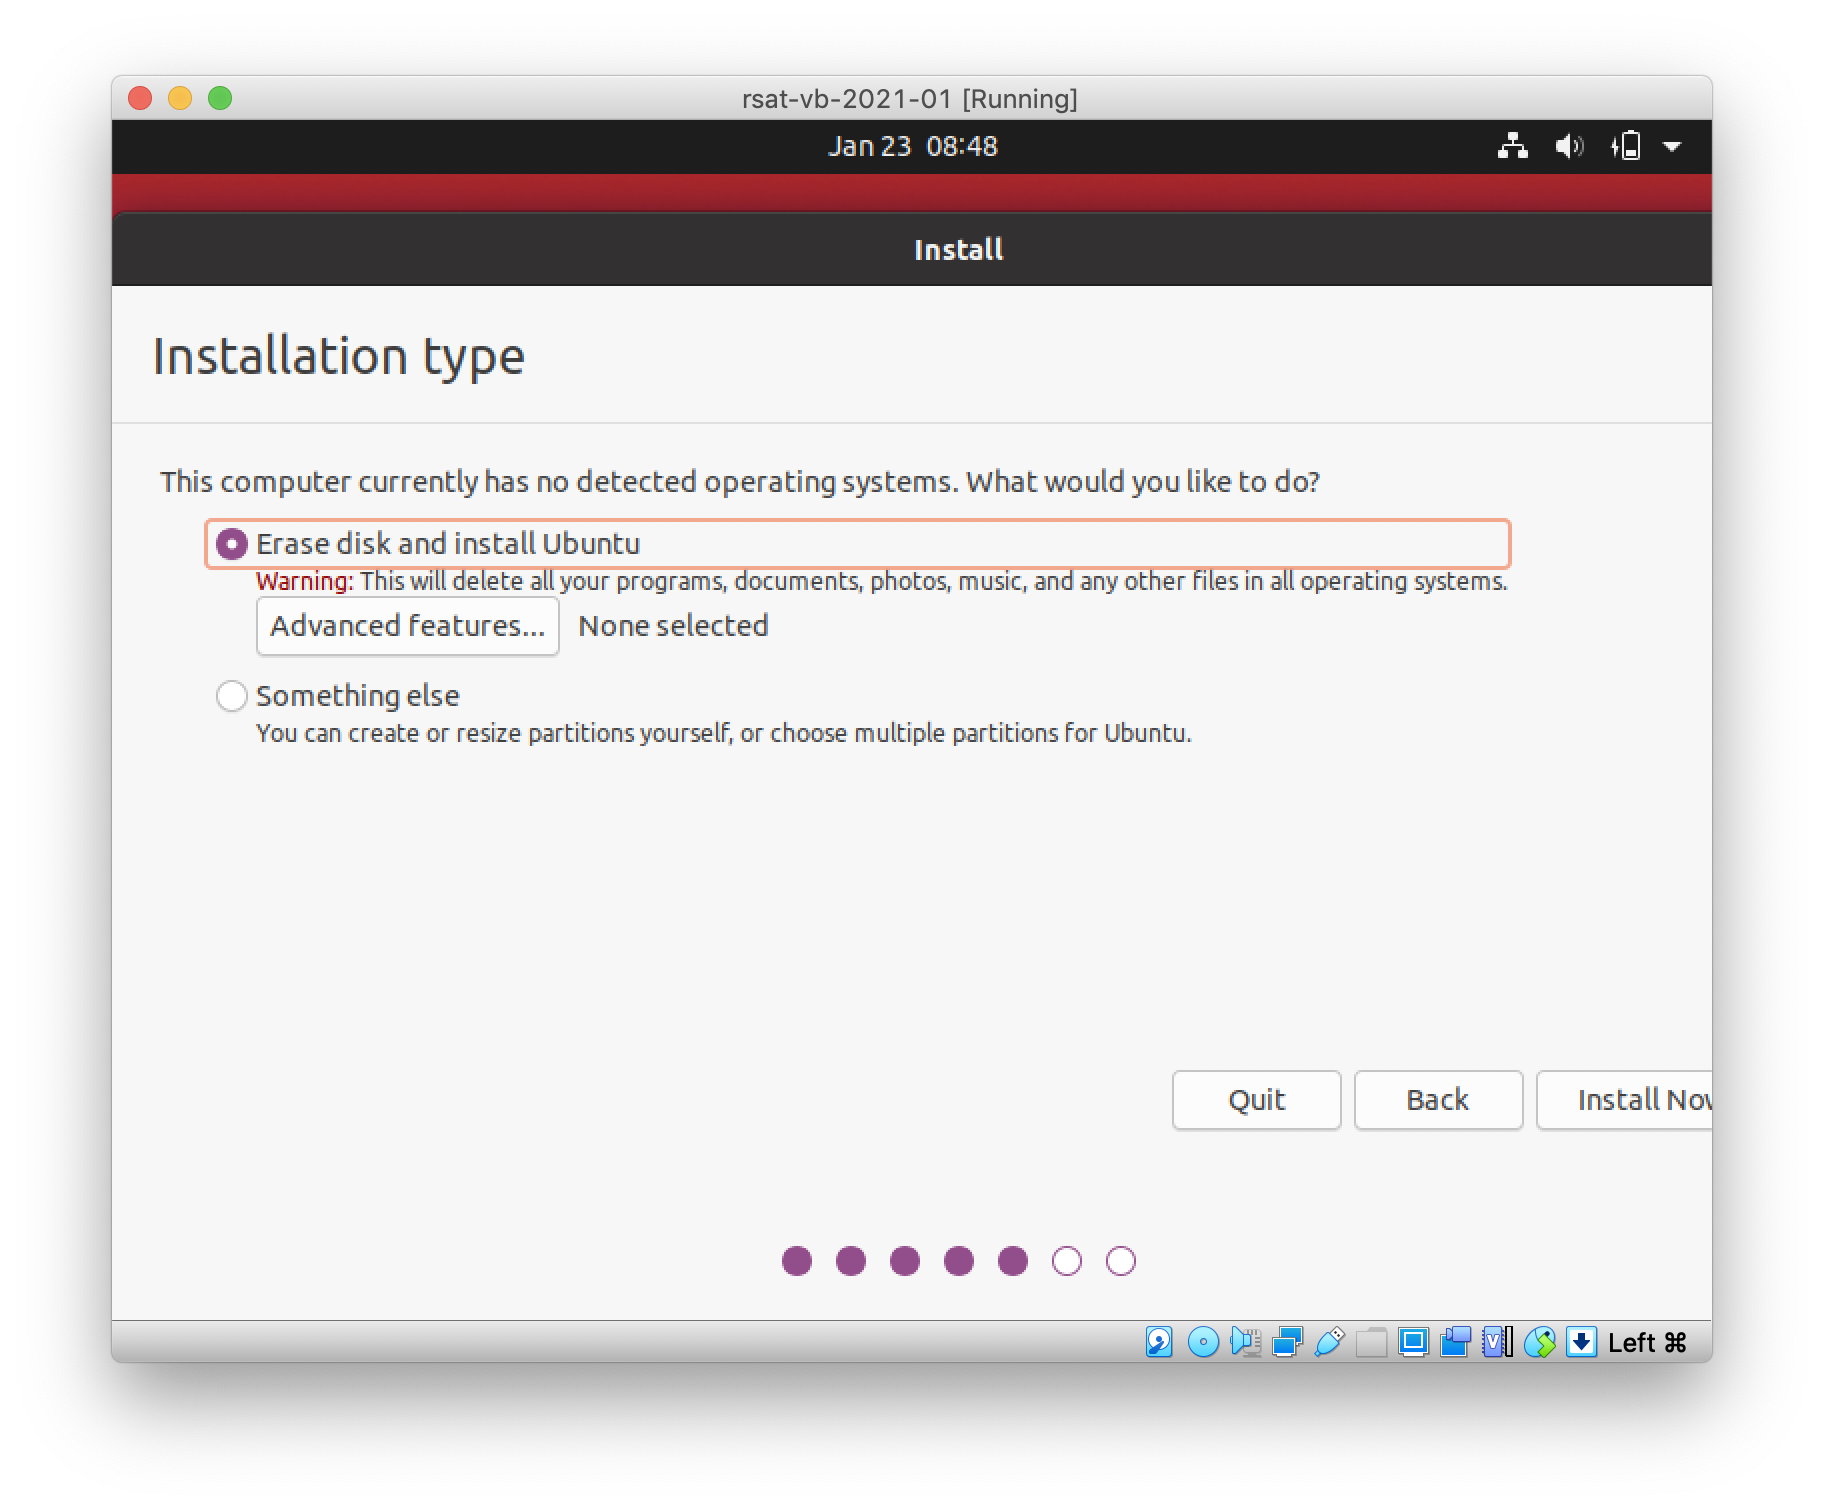 rsat-vb-2021-01 [Running]
Jan 23 08:48
Install
Installation type
This computer currently has no detected operating systems. What would you like to do?
Erase disk and install Ubuntu
Warning: This will delete all your programs, documents, photos, music, and any other files in all operating systems.
Advanced features... None selected
Something else
You can create or resize partitions yourself, or choose multiple partitions for Ubuntu.
Quit Back Install Now
Left ⌘